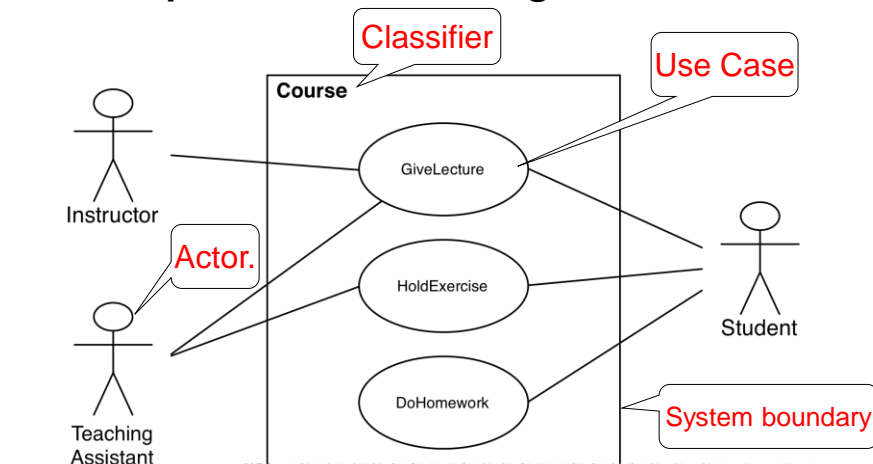 Classifier
Use Case
Course
GiveLecture
Instructor
Actor.
HoldExercise
Student
DoHomework
System boundary
Teaching
Assistant